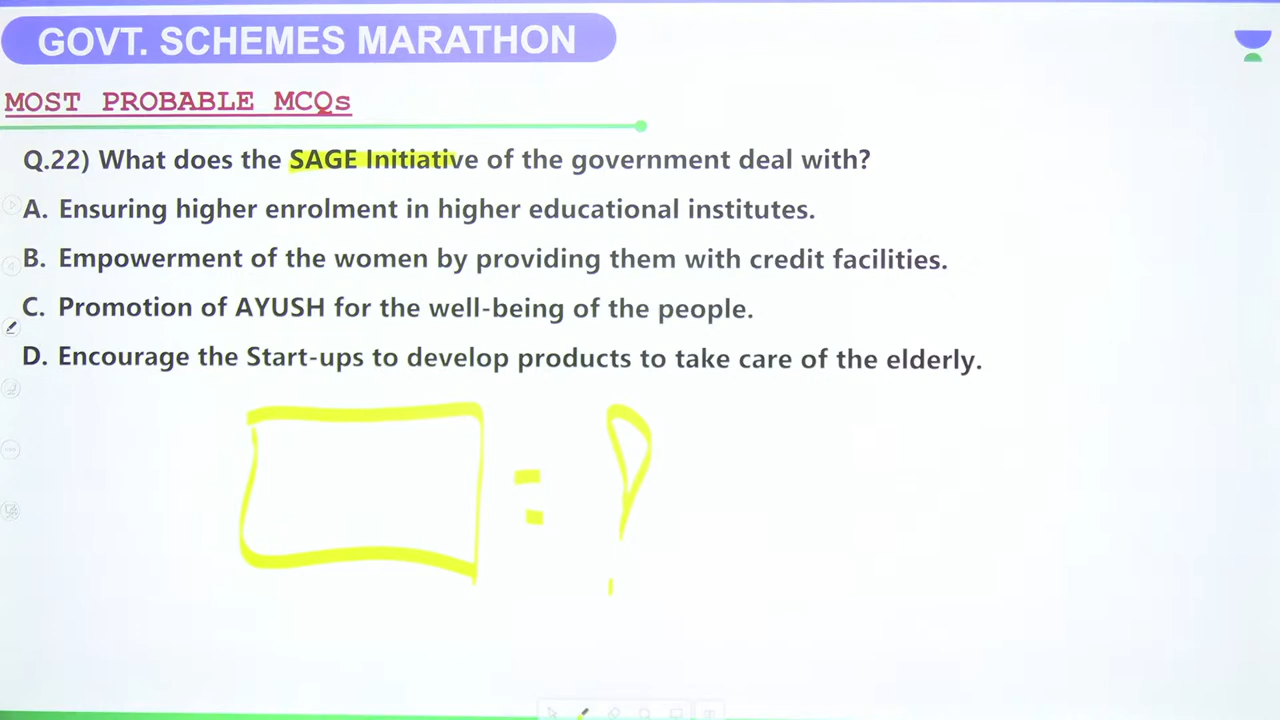 GOVT. SCHEMES MARATHON
MOST PROBABLE MCQs
Q.22) What does the SAGE Initiative of the government deal with?
A. Ensuring higher enrolment in higher educational institutes.
B. Empowerment of the women by providing them with credit facilities.
C. Promotion of AYUSH for the well-being of the people.
D. Encourage the Start-ups to develop products to take care of the elderly.
= ?